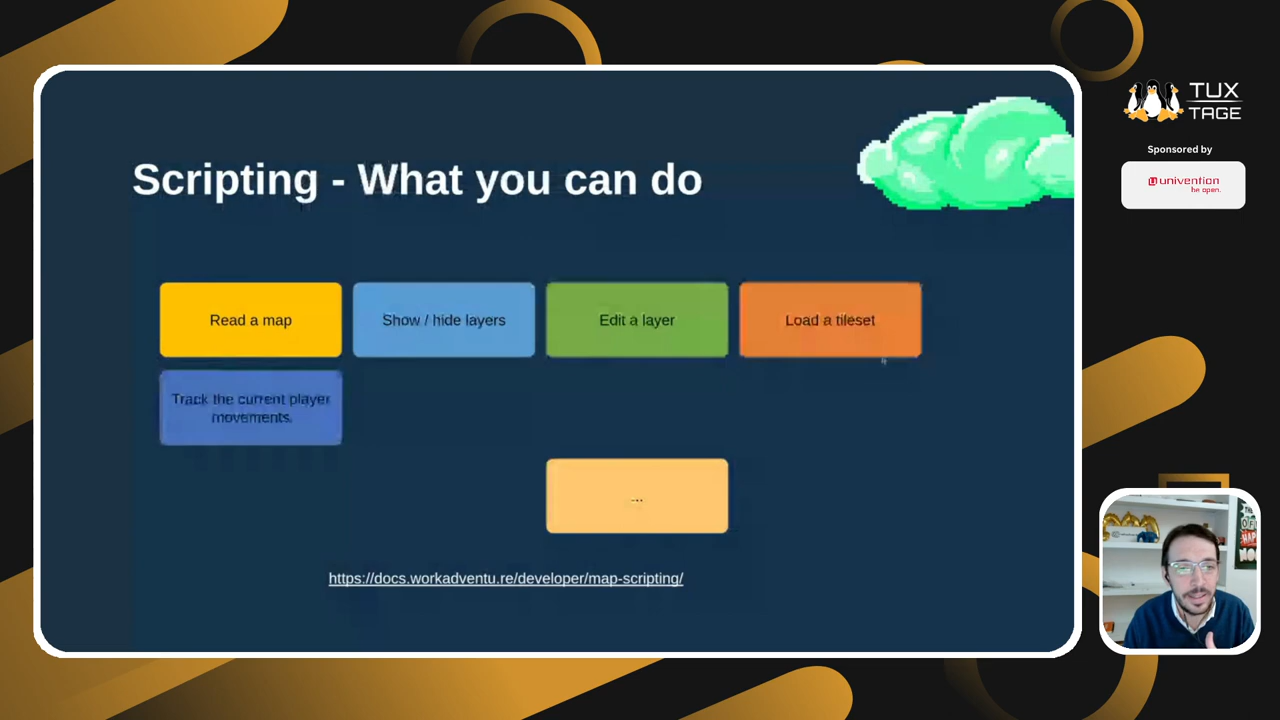 TUX
TAGE
Sponsored by
univention
be open.
Scripting - What you can do
Read a map
Show / hide layers
Edit a layer
Load a tileset
Track the current player
movements.
...
https://docs.workadventu.re/developer/map-scripting/